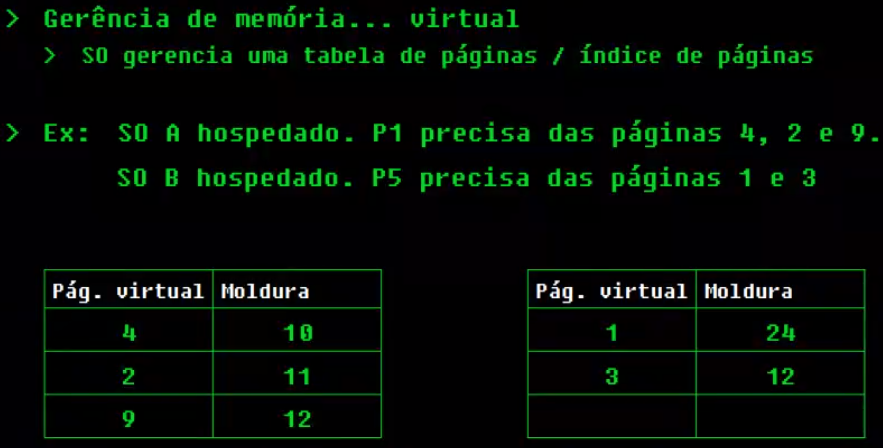 > Gerência de memória... virtual
> SO gerencia uma tabela de páginas / índice de páginas
> Ex: SO A hospedado. P1 precisa das páginas 4, 2 e 9.
SO B hospedado. P5 precisa das páginas 1 e 3
Pág. virtual Moldura
4 10
2 11
9 12
Pág. virtual Moldura
1 24
3 12